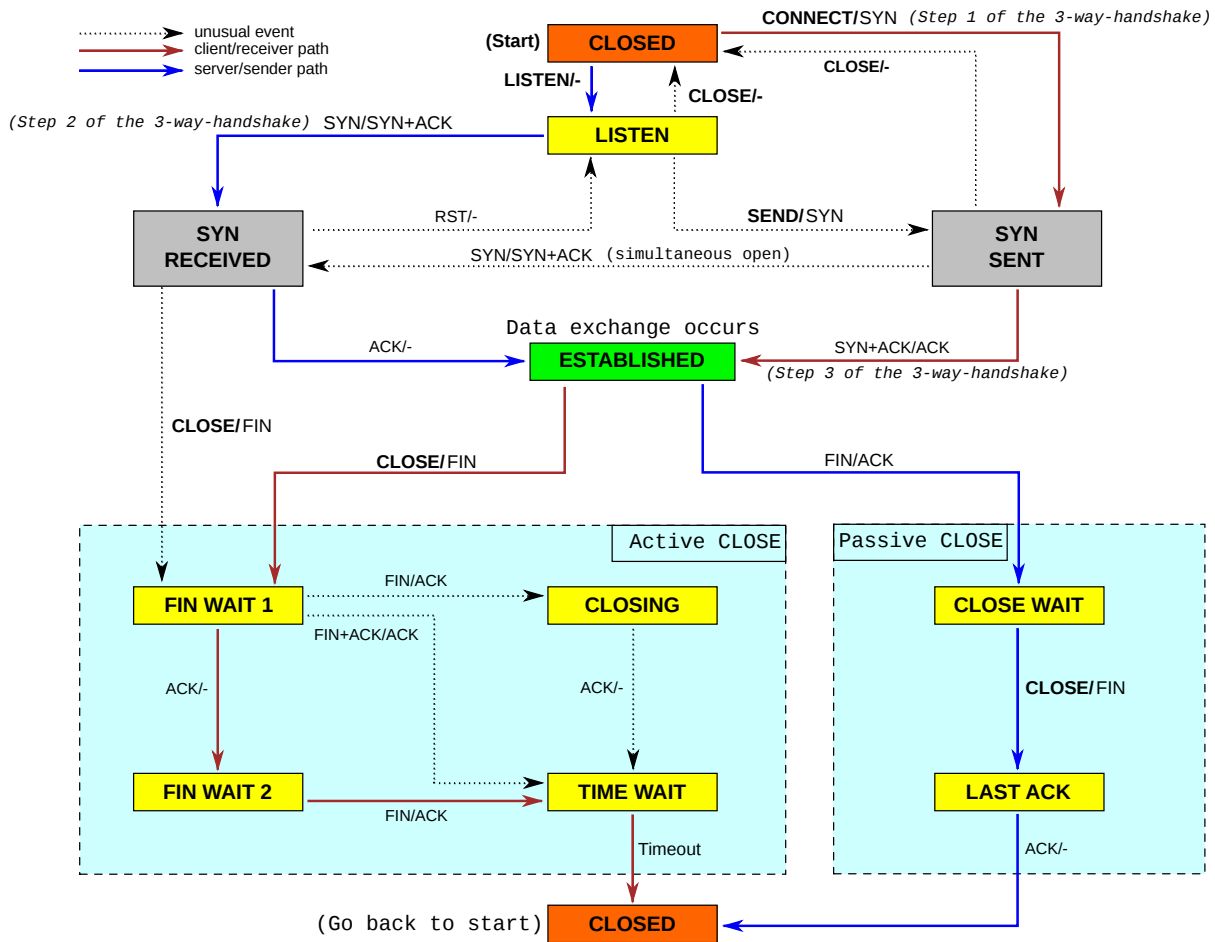 CONNECT/SYN (Step 1 of the 3-way-handshake)
unusual event
client/receiver path
server/sender path
(Start)
CLOSED
CLOSE/-
LISTEN/-
CLOSE/-
(Step 2 of the 3-way-handshake)
SYN/SYN+ACK
LISTEN
RST/-
SEND/SYN
SYN
RECEIVED
SYN
SENT
SYN/SYN+ACK (simultaneous open)
Data exchange occurs
ACK/-
ESTABLISHED
SYN+ACK/ACK
(Step 3 of the 3-way-handshake)
CLOSE/FIN
CLOSE/FIN
FIN/ACK
Active CLOSE
Passive CLOSE
FIN WAIT 1
FIN/ACK
CLOSING
CLOSE WAIT
FIN+ACK/ACK
ACK/-
ACK/-
CLOSE/FIN
FIN WAIT 2
TIME WAIT
LAST ACK
FIN/ACK
Timeout
ACK/-
(Go back to start)
CLOSED